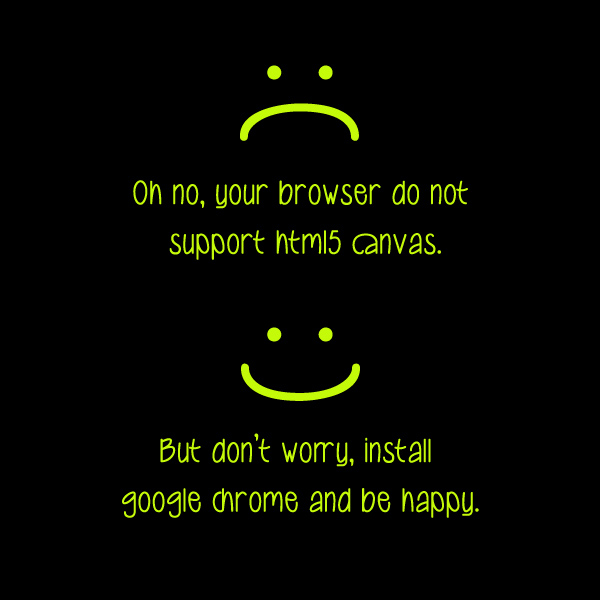 Oh no, your browser do not
support html5 canvas.
But don't worry, install
google chrome and be happy.